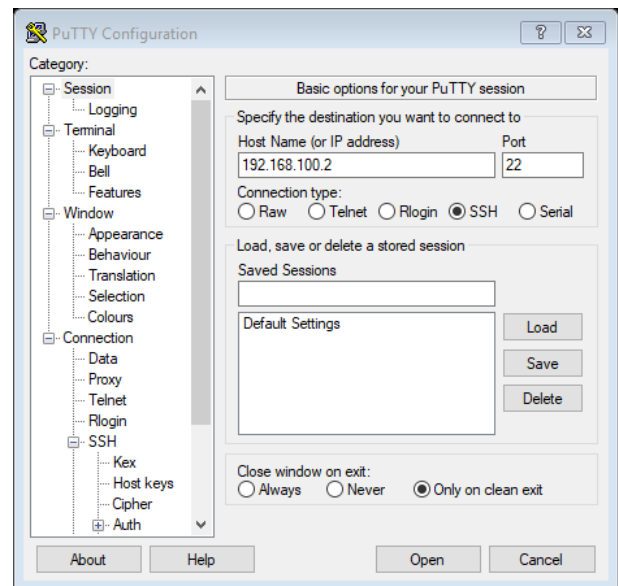 PuTTY Configuration
Category:
Session
Logging
Terminal
Keyboard
Bell
Features
Window
Appearance
Behaviour
Translation
Selection
Colours
Connection
Data
Proxy
Telnet
Rlogin
SSH
Kex
Host keys
Cipher
Auth
Basic options for your PuTTY session
Specify the destination you want to connect to
Host Name (or IP address) Port
192.168.100.2 22
Connection type:
Raw Telnet Rlogin SSH Serial
Load, save or delete a stored session
Saved Sessions
Default Settings
Load
Save
Delete
Close window on exit:
Always Never Only on clean exit
About Help Open Cancel